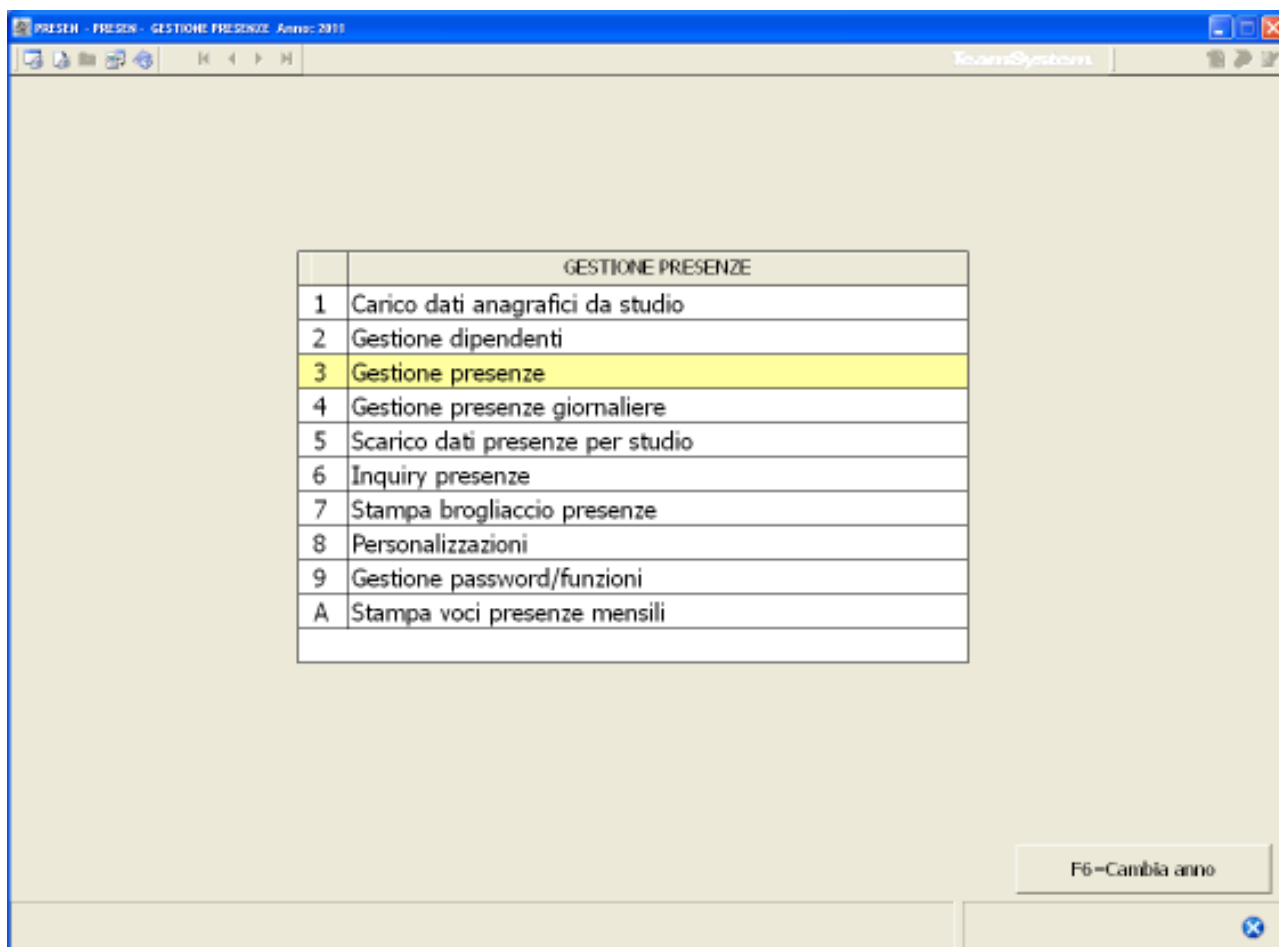 PRESEN - PRESEN - GESTIONE PRESENZE Anno: 2011
TeamSystem
GESTIONE PRESENZE
1 Carico dati anagrafici da studio
2 Gestione dipendenti
3 Gestione presenze
4 Gestione presenze giornaliere
5 Scarico dati presenze per studio
6 Inquiry presenze
7 Stampa brogliaccio presenze
8 Personalizzazioni
9 Gestione password/funzioni
A Stampa voci presenze mensili
F6=Cambia anno